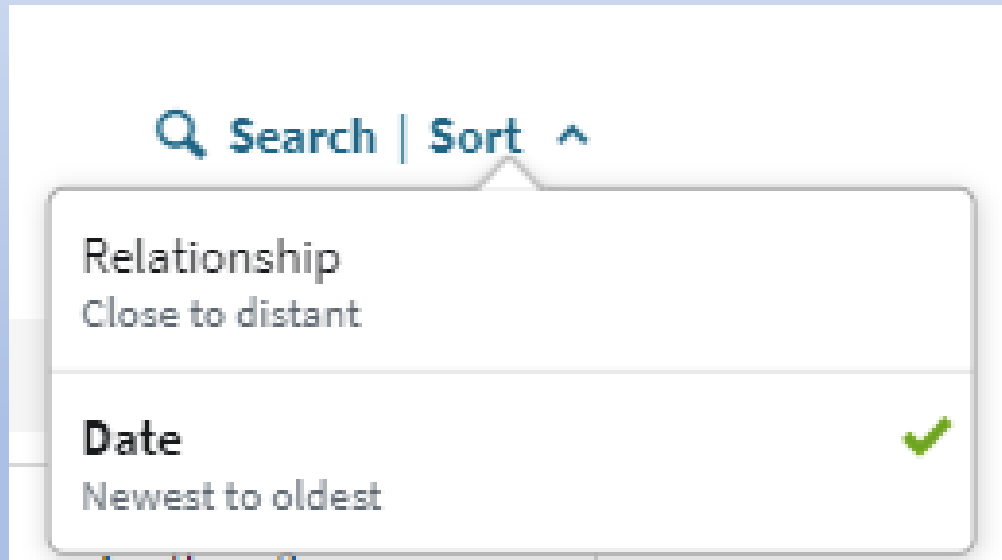 Search | Sort
Relationship
Close to distant
Date
Newest to oldest